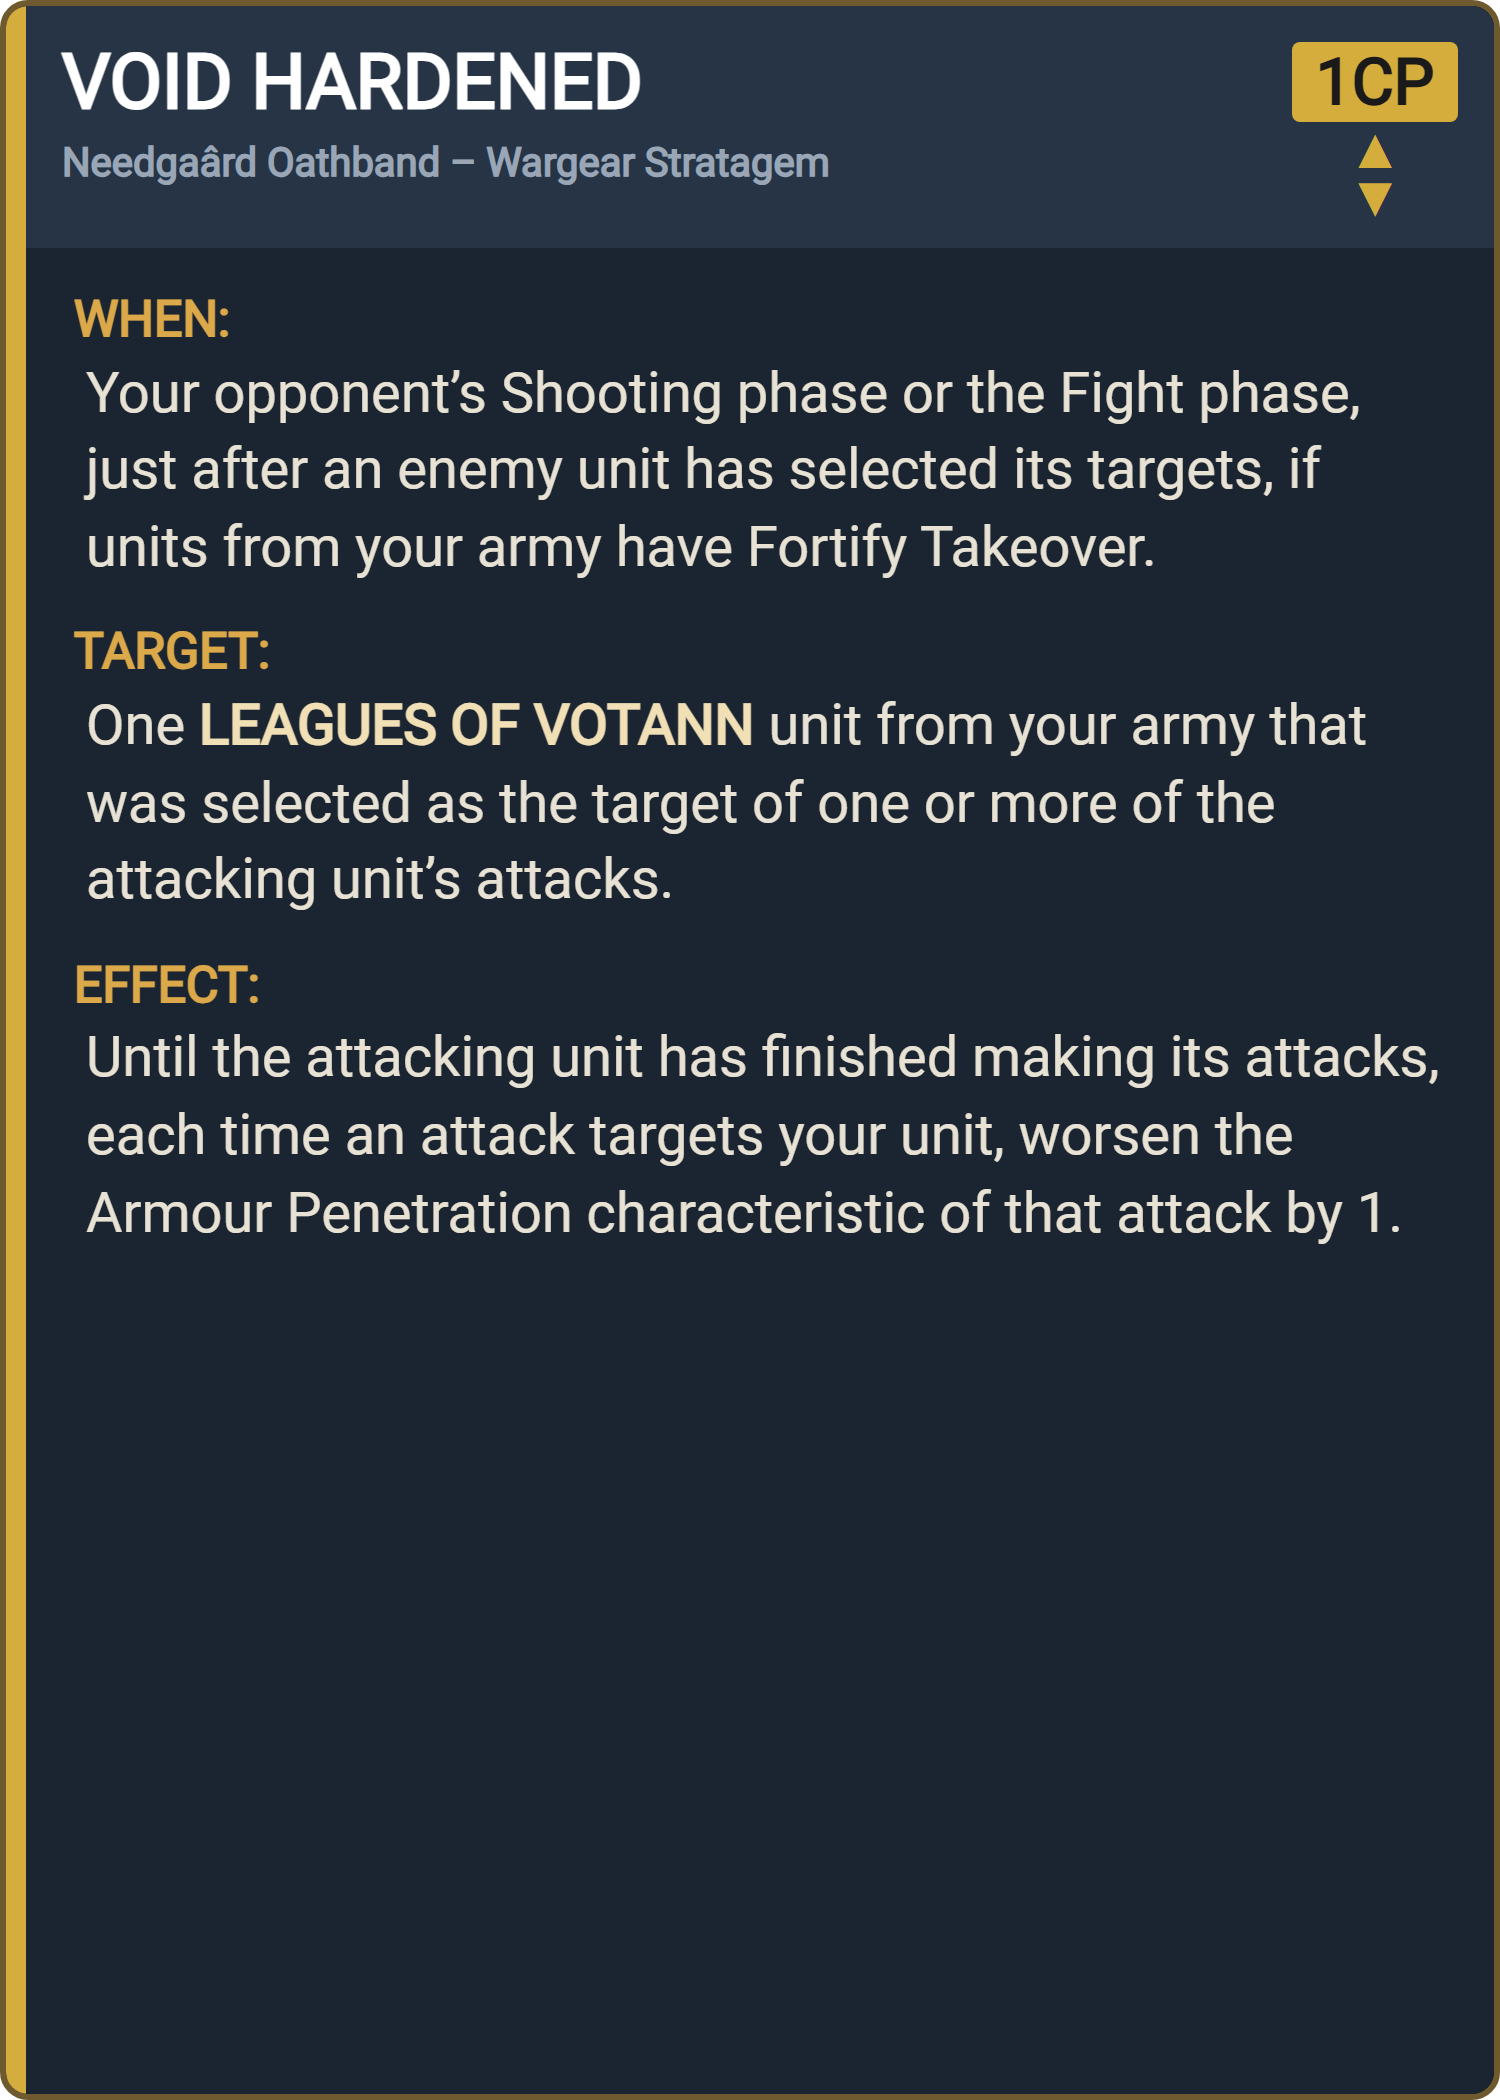 VOID HARDENED
1CP
Needgaârd Oathband – Wargear Stratagem
▲
▼
WHEN:
Your opponent’s Shooting phase or the Fight phase,
just after an enemy unit has selected its targets, if
units from your army have Fortify Takeover.
TARGET:
One LEAGUES OF VOTANN unit from your army that
was selected as the target of one or more of the
attacking unit’s attacks.
EFFECT:
Until the attacking unit has finished making its attacks,
each time an attack targets your unit, worsen the
Armour Penetration characteristic of that attack by 1.